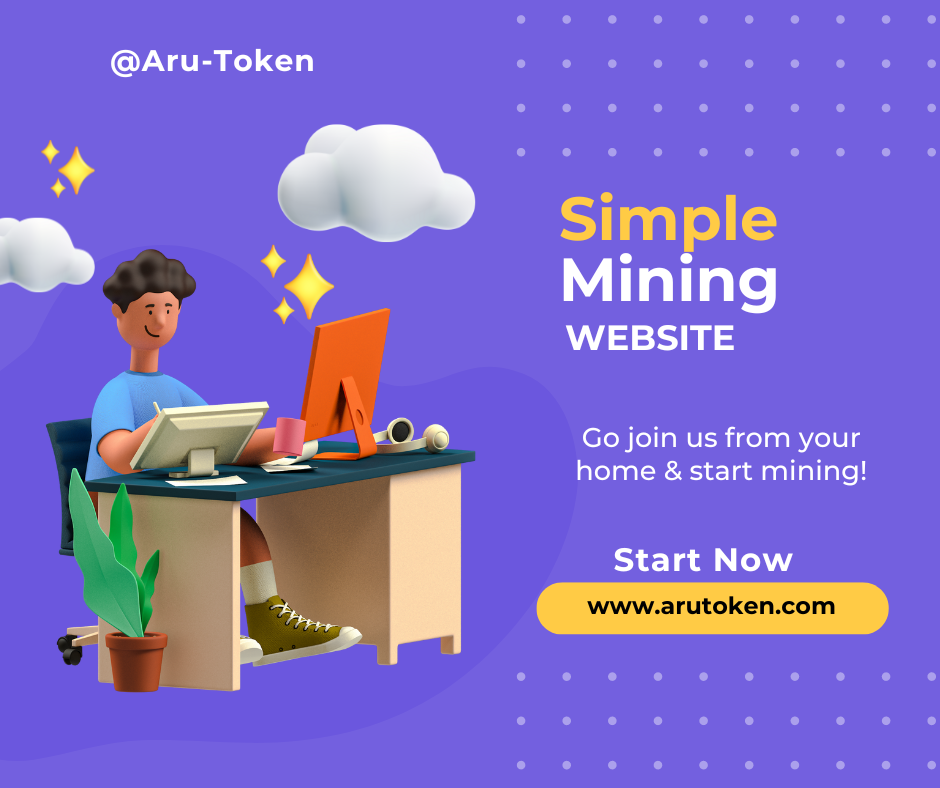 @Aru-Token
Simple
Mining
WEBSITE
Go join us from your
home & start mining!
Start Now
www.arutoken.com